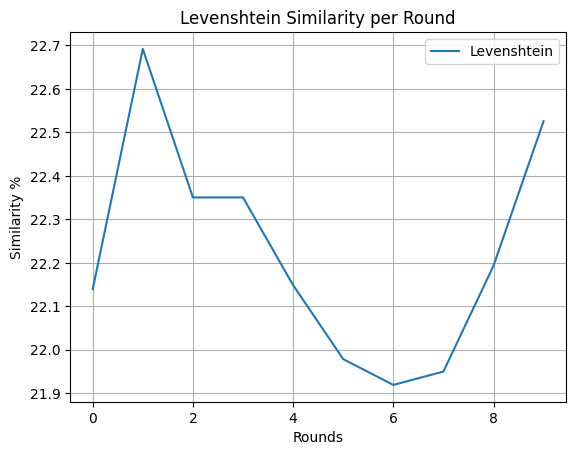 Levenshtein Similarity per Round
Levenshtein
Similarity %
22.7
22.6
22.5
22.4
22.3
22.2
22.1
22.0
21.9
0 2 4 6 8
Rounds